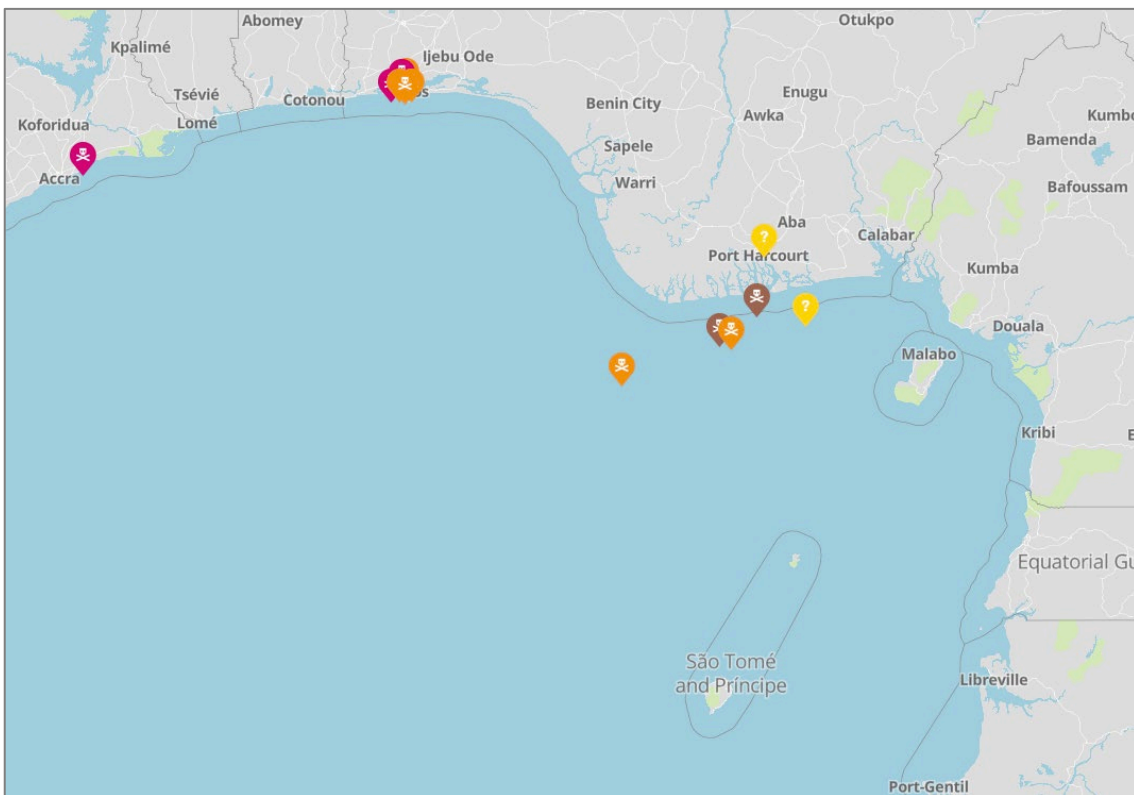 Abomey
Otukpo
Kpalimé
Ijebu Ode
Tsévié
Cotonou
os
Benin City
Enugu
Awka
Kumbo
Koforidua
Lomé
Sapele
Bamenda
Accra
Warri
Bafoussam
Aba
Calabar
Port Harcourt
Kumba
?
?
Douala
Malabo
Kribi
E
Equatorial Gu
São Tomé
and Príncipe
Libreville
Port-Gentil